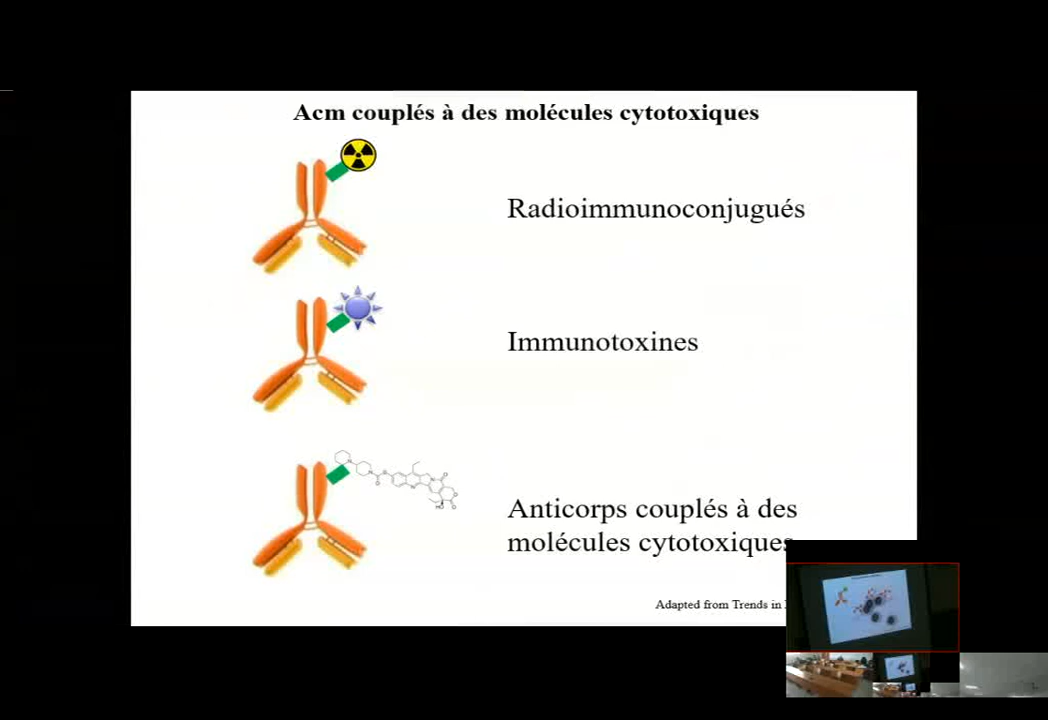 Acm couplés à des molécules cytotoxiques
Radioimmunoconjugués
Immunotoxines
Anticorps couplés à des
molécules cytotoxiques
Adapted from Trends in